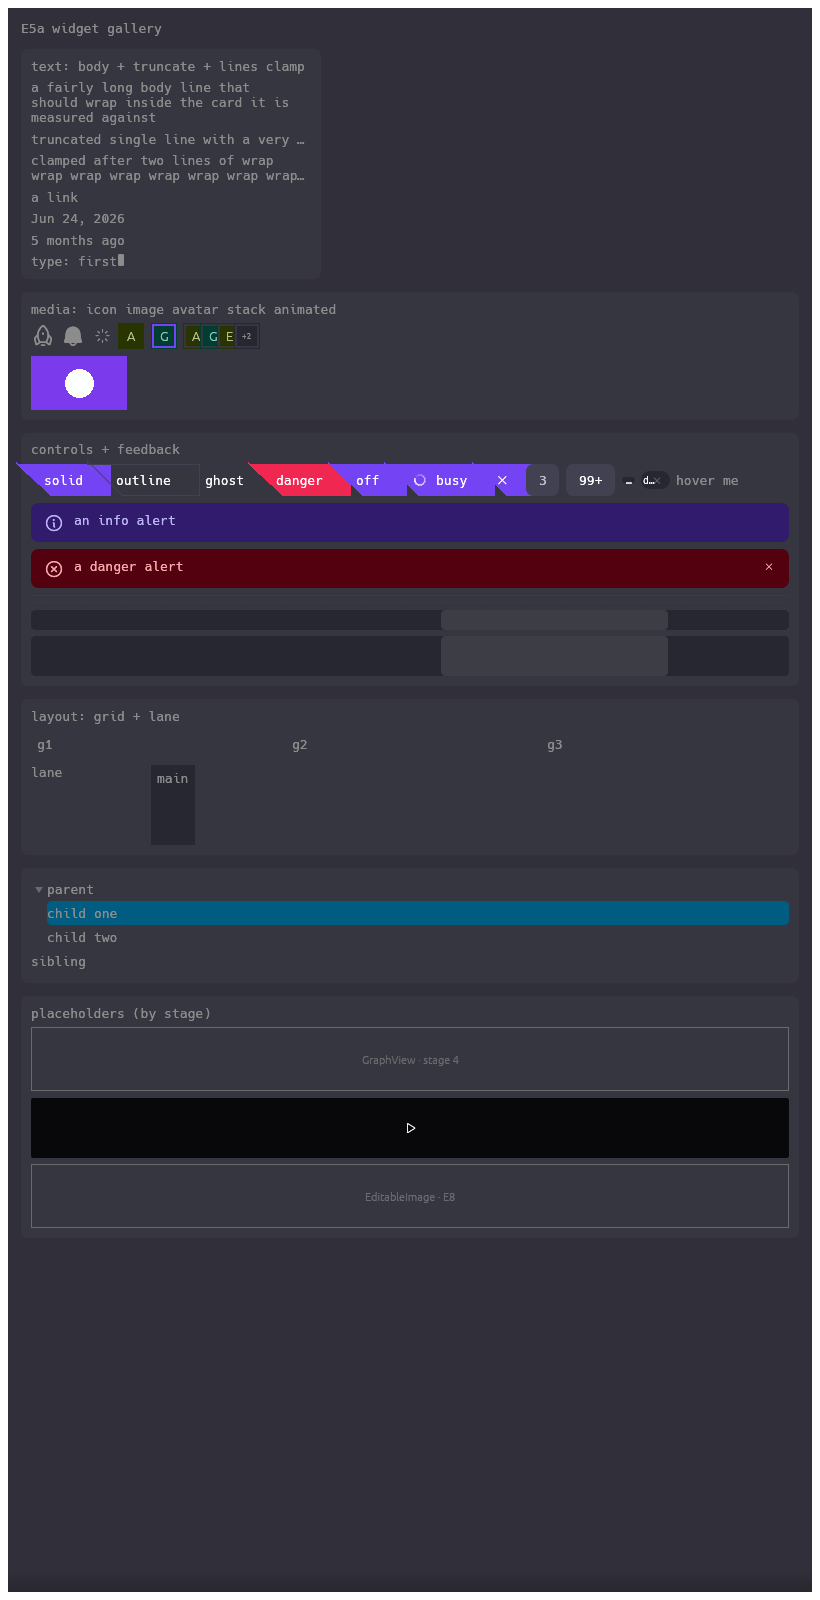 E5a widget gallery
text: body + truncate + lines clamp
a fairly long body line that
should wrap inside the card it is
measured against
truncated single line with a very …
clamped after two lines of wrap
wrap wrap wrap wrap wrap wrap wrap…
a link
Jun 24, 2026
5 months ago
type: first
media: icon image avatar stack animated
A G A G E +2
controls + feedback
solid outline ghost danger off busy × 3 99+ … d… × hover me
an info alert
a danger alert ×
layout: grid + lane
g1 g2 g3
lane main
parent
child one
child two
sibling
placeholders (by stage)
GraphView · stage 4
EditableImage · E8